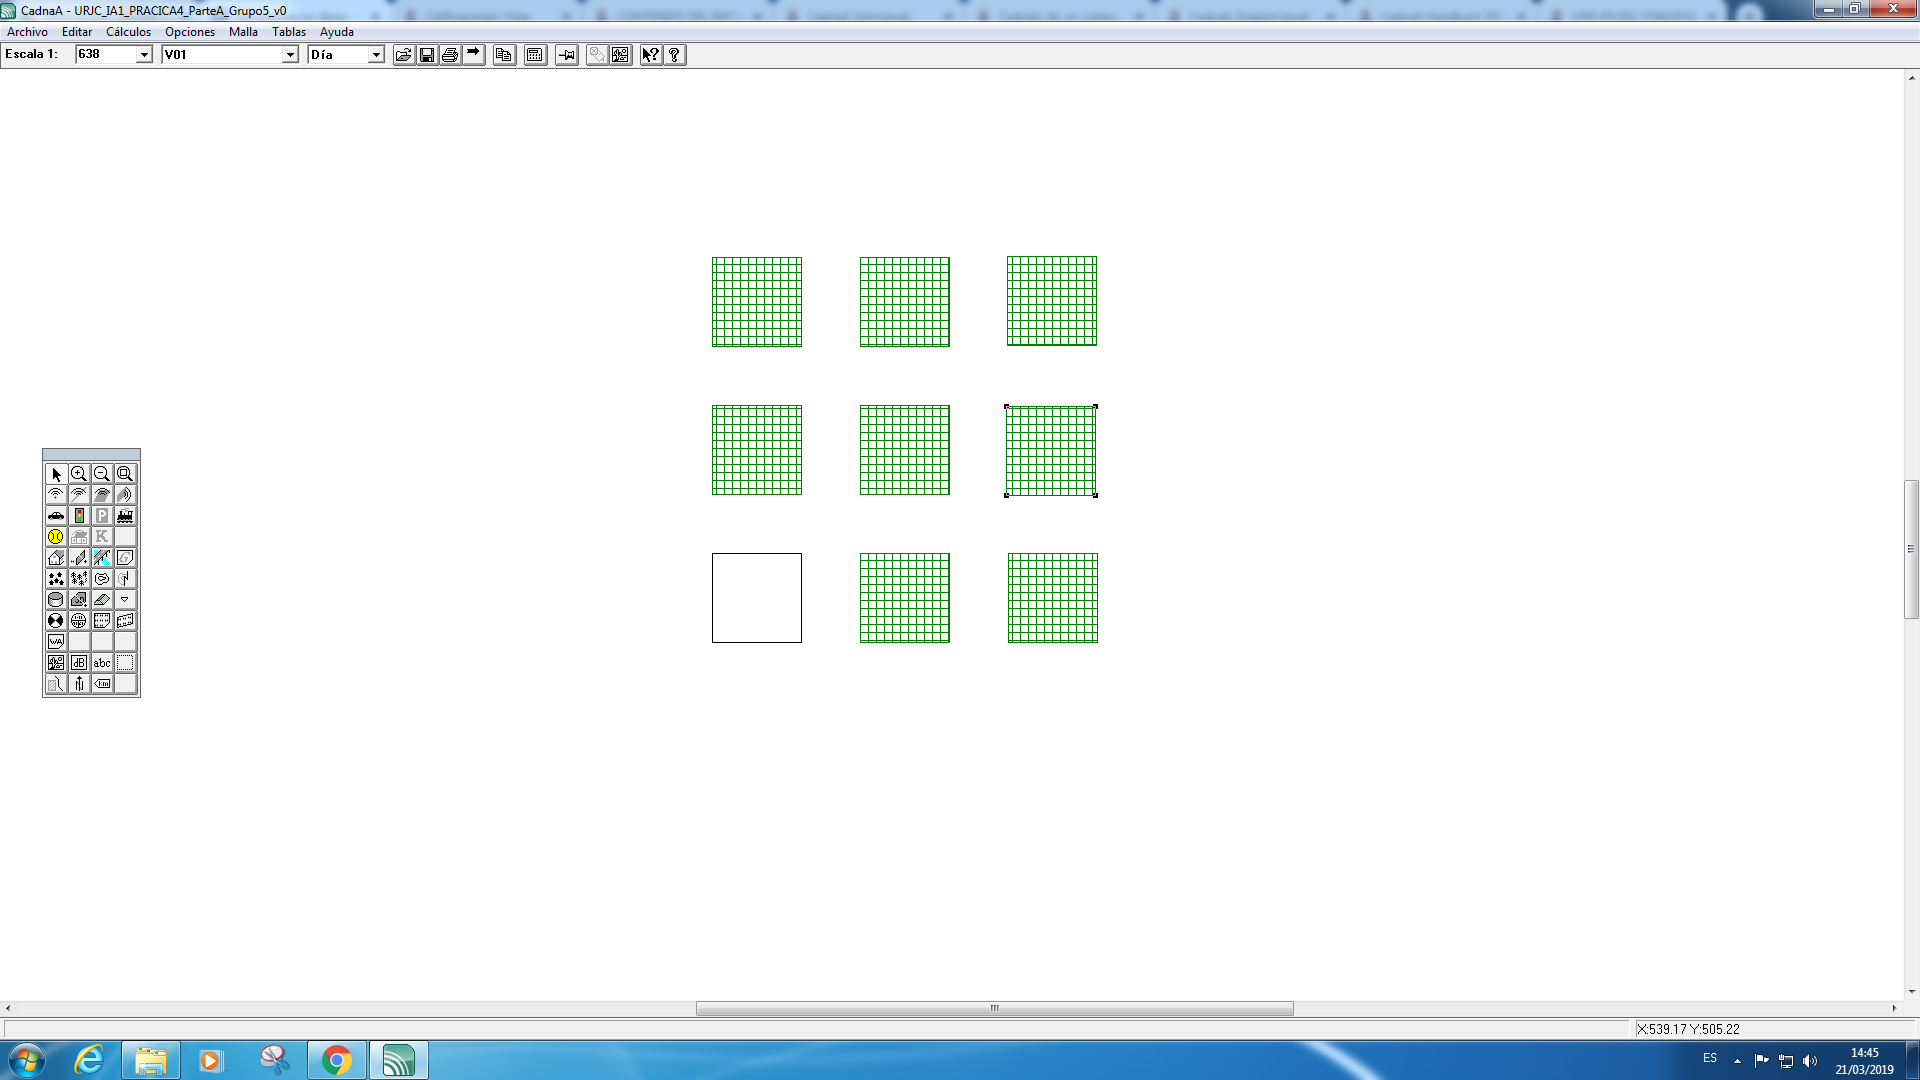 CadnaA - URJC_IA1_PRACICA4_ParteA_Grupo5_v0
Archivo Editar Cálculos Opciones Malla Tablas Ayuda
Escala 1: 638 V01 Día
P
K
dB abc
X:539.17 Y:505.22
ES
14:45
21/03/2019